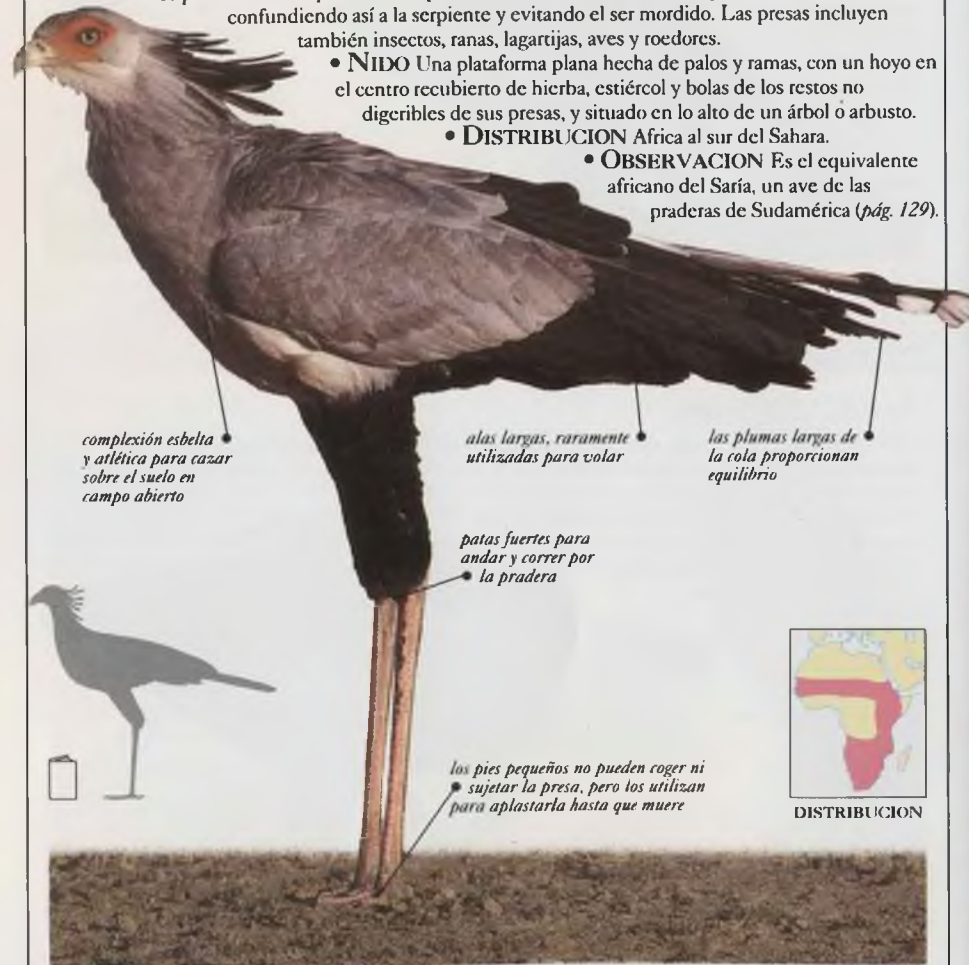 confundiendo así a la serpiente y evitando el ser mordido. Las presas incluyen
también insectos, ranas, lagartijas, aves y roedores.
• NIDO Una plataforma plana hecha de palos y ramas, con un hoyo en
el centro recubierto de hierba, estiércol y bolas de los restos no
digeribles de sus presas, y situado en lo alto de un árbol o arbusto.
• DISTRIBUCION Africa al sur del Sahara.
• OBSERVACION Es el equivalente
africano del Saría, un ave de las
praderas de Sudamérica (pág. 129).
complexión esbelta
y atlética para cazar
sobre el suelo en
campo abierto
alas largas, raramente
utilizadas para volar
las plumas largas de
la cola proporcionan
equilibrio
patas fuertes para
andar y correr por
la pradera
los pies pequeños no pueden coger ni
sujetar la presa, pero los utilizan
para aplastarla hasta que muere
DISTRIBUCION